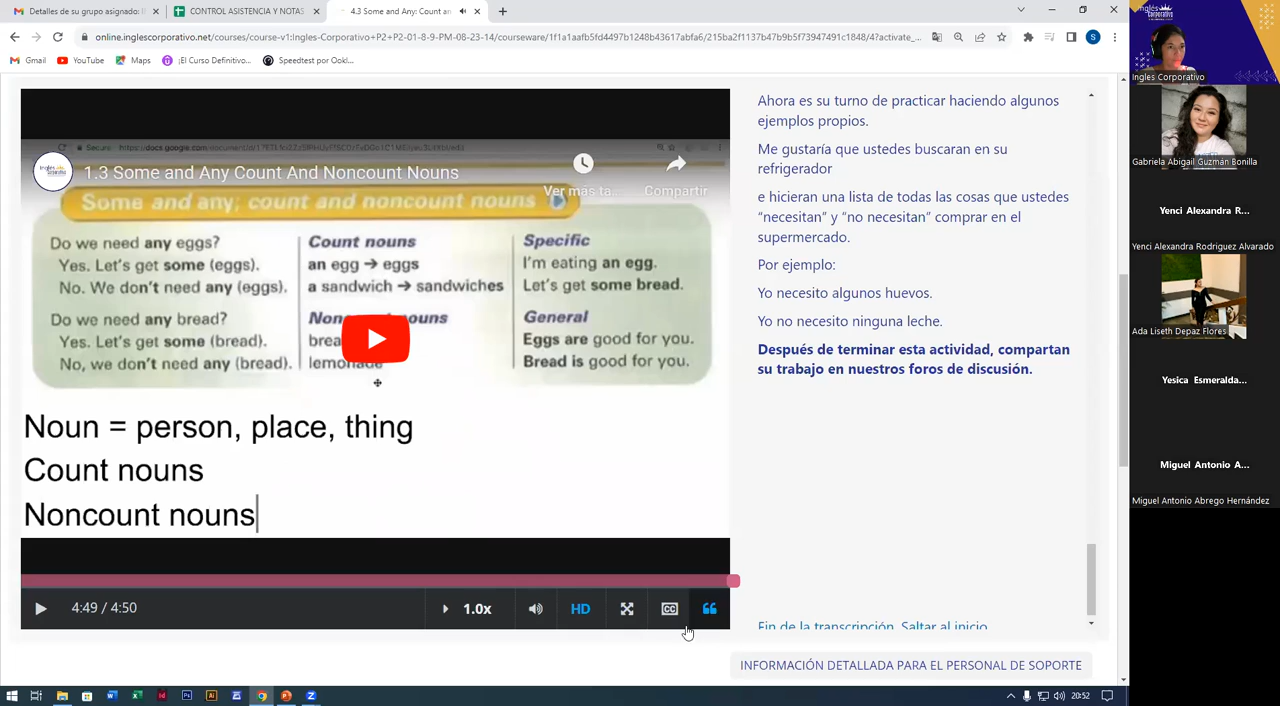 Detalles de su grupo asignado:
CONTROL ASISTENCIA Y NOTAS
4.3 Some and Any: Count an
online.inglescorporativo.net/courses/course-v1:Ingles-Corporativo+P2+P2-01-8-9-PM-08-23-14/courseware/1f1a1aafb5fd4497b1248b43617abfa6/215ba2f1137b47b9b5f73947491c1848/4?activate_...
Gmail
YouTube
Maps
¡El Curso Definitivo...
Speedtest por Ookl...
1.3 Some and Any Count And Noncount Nouns
Ver más ta...
Compartir
Some and any; count and noncount nouns
Do we need any eggs?
Yes. Let's get some (eggs).
No. We don't need any (eggs).
Do we need any bread?
Yes. Let's get some (bread).
No, we don't need any (bread).
Count nouns
an egg → eggs
a sandwich → sandwiches
lemonade
Specific
I'm eating an egg.
Let's get some bread.
General
Eggs are good for you.
Bread is good for you.
Noun = person, place, thing
Count nouns
Noncount nouns
4:49 / 4:50
1.0x
HD
CC
Ahora es su turno de practicar haciendo algunos
ejemplos propios.
Me gustaría que ustedes buscaran en su
refrigerador
e hicieran una lista de todas las cosas que ustedes
“necesitan” y “no necesitan” comprar en el
supermercado.
Por ejemplo:
Yo necesito algunos huevos.
Yo no necesito ninguna leche.
Después de terminar esta actividad, compartan
su trabajo en nuestros foros de discusión.
Fin de la transcripción. Saltar al inicio.
INFORMACIÓN DETALLADA PARA EL PERSONAL DE SOPORTE
Ingles Corporativo
Gabriela Abigail Guzmán Bonilla
Yenci Alexandra R...
Yenci Alexandra Rodriguez Alvarado
Ada Liseth Depaz Flores
Yesica Esmeralda...
Miguel Antonio A...
Miguel Antonio Abrego Hernández
20:52